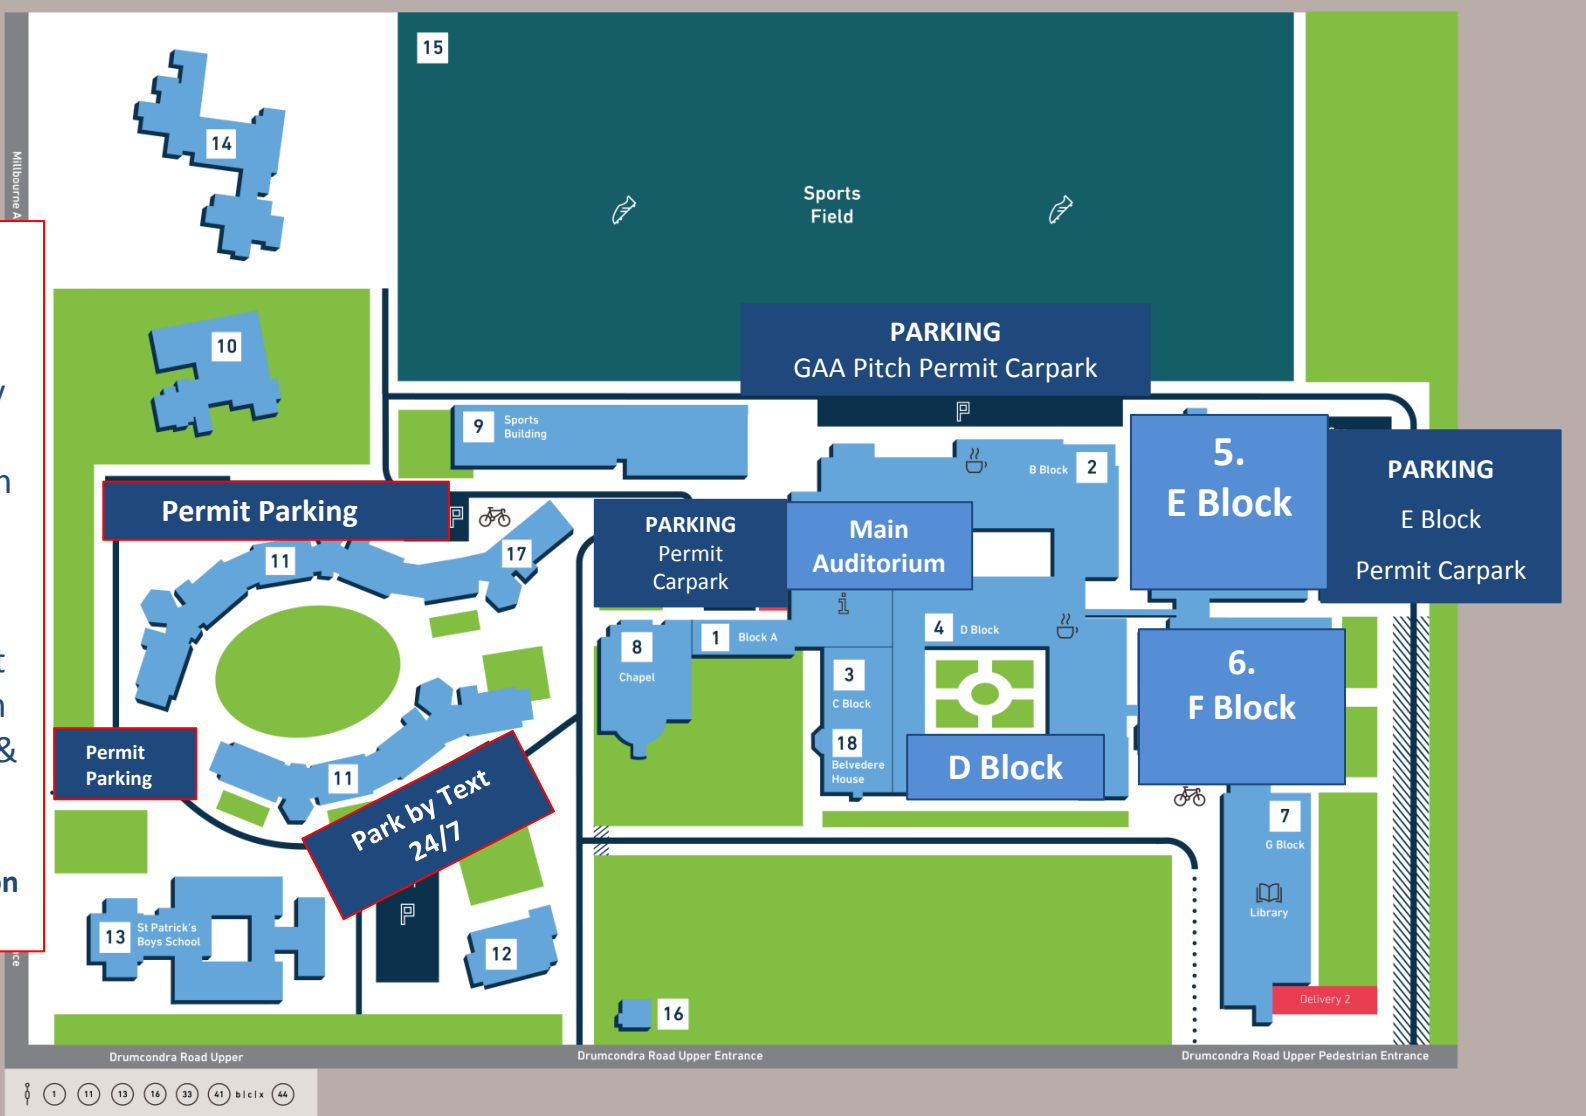 15
14
Millbourne A
Sports
Field
PARKING
GAA Pitch Permit Carpark
10
9
Sports
Building
B Block
2
5.
E Block
PARKING
E Block
Permit Carpark
Permit Parking
PARKING
Permit
Carpark
Main
Auditorium
11
17
i
8
Chapel
1
Block A
4
D Block
3
C Block
18
Belvedere
House
D Block
6.
F Block
&
on
Permit
Parking
11
Park by Text
24/7
P
P
P
7
G Block
Library
13
St Patrick's
Boys School
12
16
Delivery 2
ce
Drumcondra Road Upper
Drumcondra Road Upper Entrance
Drumcondra Road Upper Pedestrian Entrance
1 11 13 16 33 41 b|c|x 44